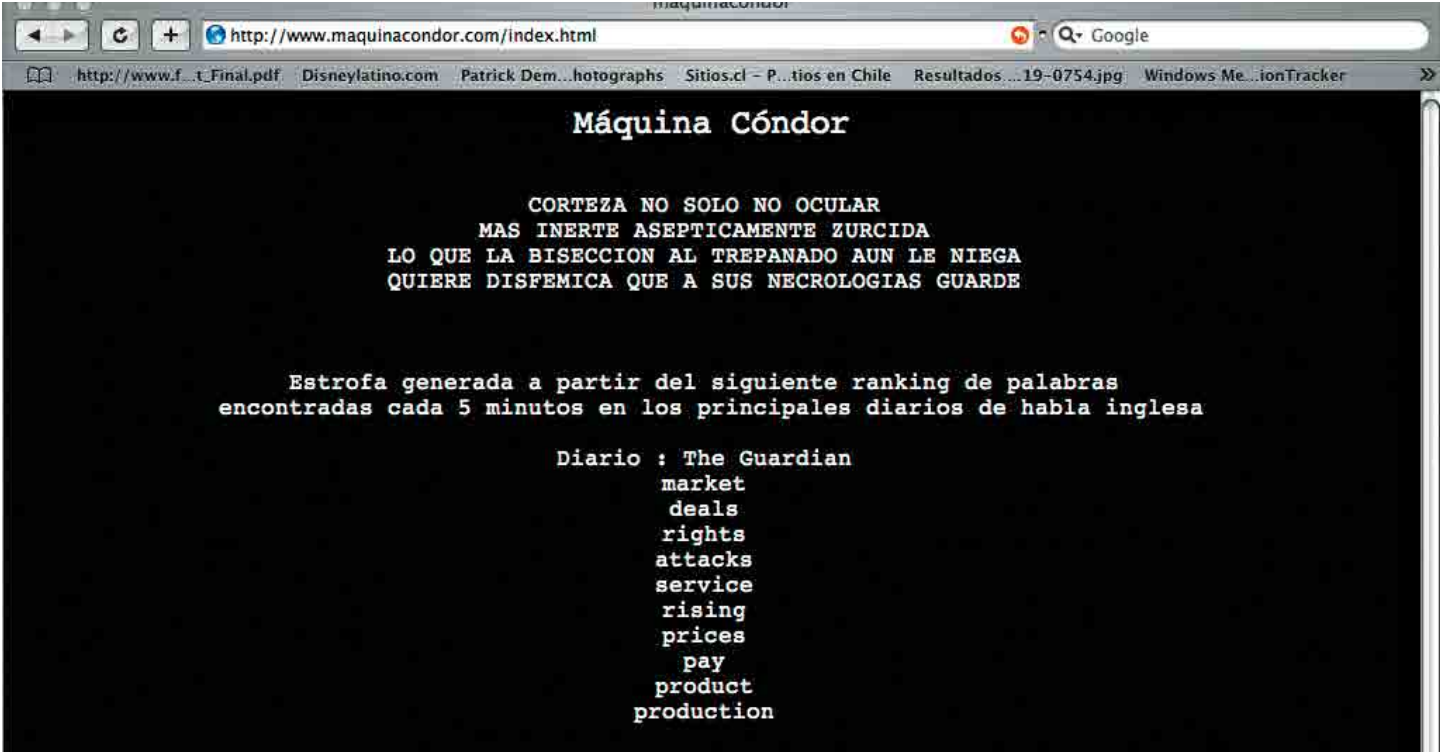 maquinacondor
http://www.maquinacondor.com/index.html Google
http://www.f...t_Final.pdf Disneylatino.com Patrick Dem...hotographs Sitios.cl - P...tios en Chile Resultados ...19-0754.jpg Windows Me...ionTracker »
Máquina Cóndor
CORTEZA NO SOLO NO OCULAR
MAS INERTE ASEPTICAMENTE ZURCIDA
LO QUE LA BISECCION AL TREPANADO AUN LE NIEGA
QUIERE DISFEMICA QUE A SUS NECROLOGIAS GUARDE
Estrofa generada a partir del siguiente ranking de palabras
encontradas cada 5 minutos en los principales diarios de habla inglesa
Diario : The Guardian
market
deals
rights
attacks
service
rising
prices
pay
product
production